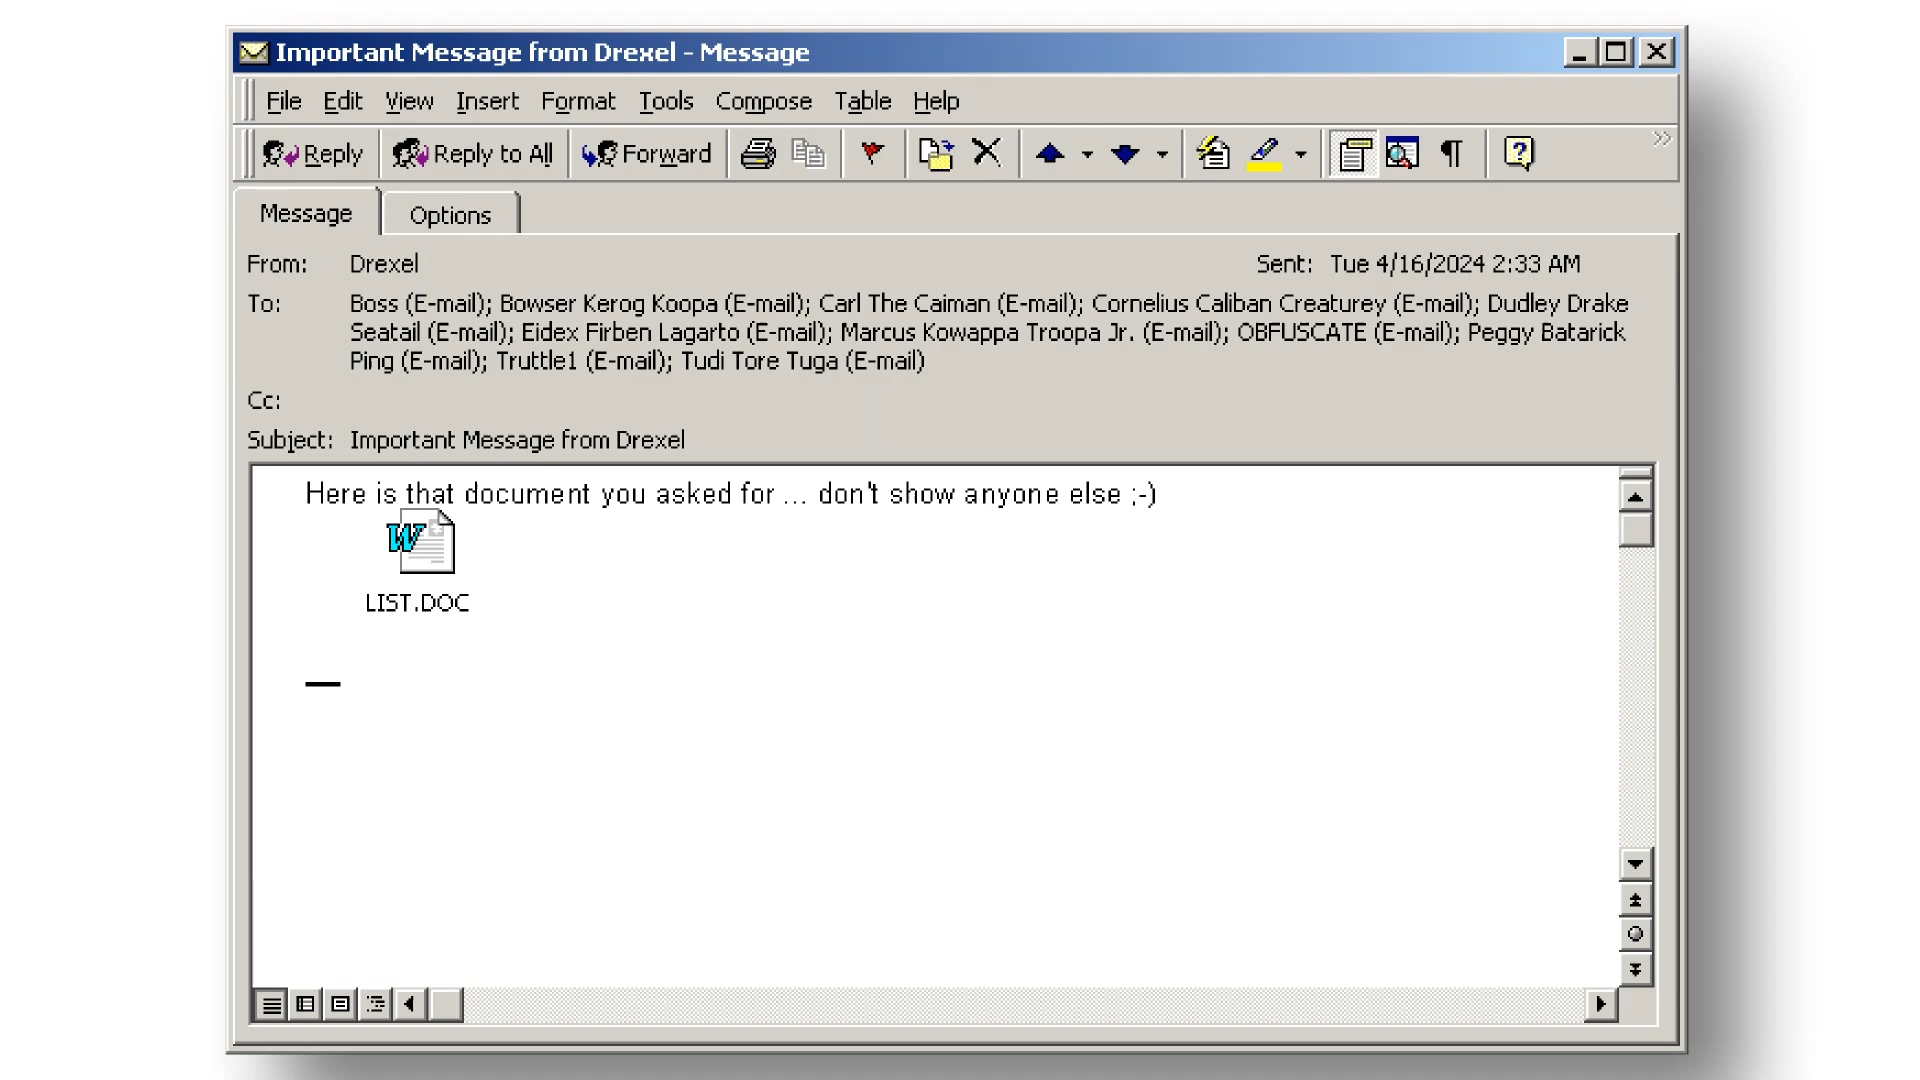 Important Message from Drexel - Message
File Edit View Insert Format Tools Compose Table Help
Reply Reply to All Forward
Message Options
From: Drexel Sent: Tue 4/16/2024 2:33 AM
To: Boss (E-mail); Bowser Kerog Koopa (E-mail); Carl The Caiman (E-mail); Cornelius Caliban Creaturey (E-mail); Dudley Drake
Seatail (E-mail); Eidex Firben Lagarto (E-mail); Marcus Kowappa Troopa Jr. (E-mail); OBFUSCATE (E-mail); Peggy Batarick
Ping (E-mail); Truttle1 (E-mail); Tudi Tore Tuga (E-mail)
Cc:
Subject: Important Message from Drexel
Here is that document you asked for ... don't show anyone else ;-)
LIST.DOC